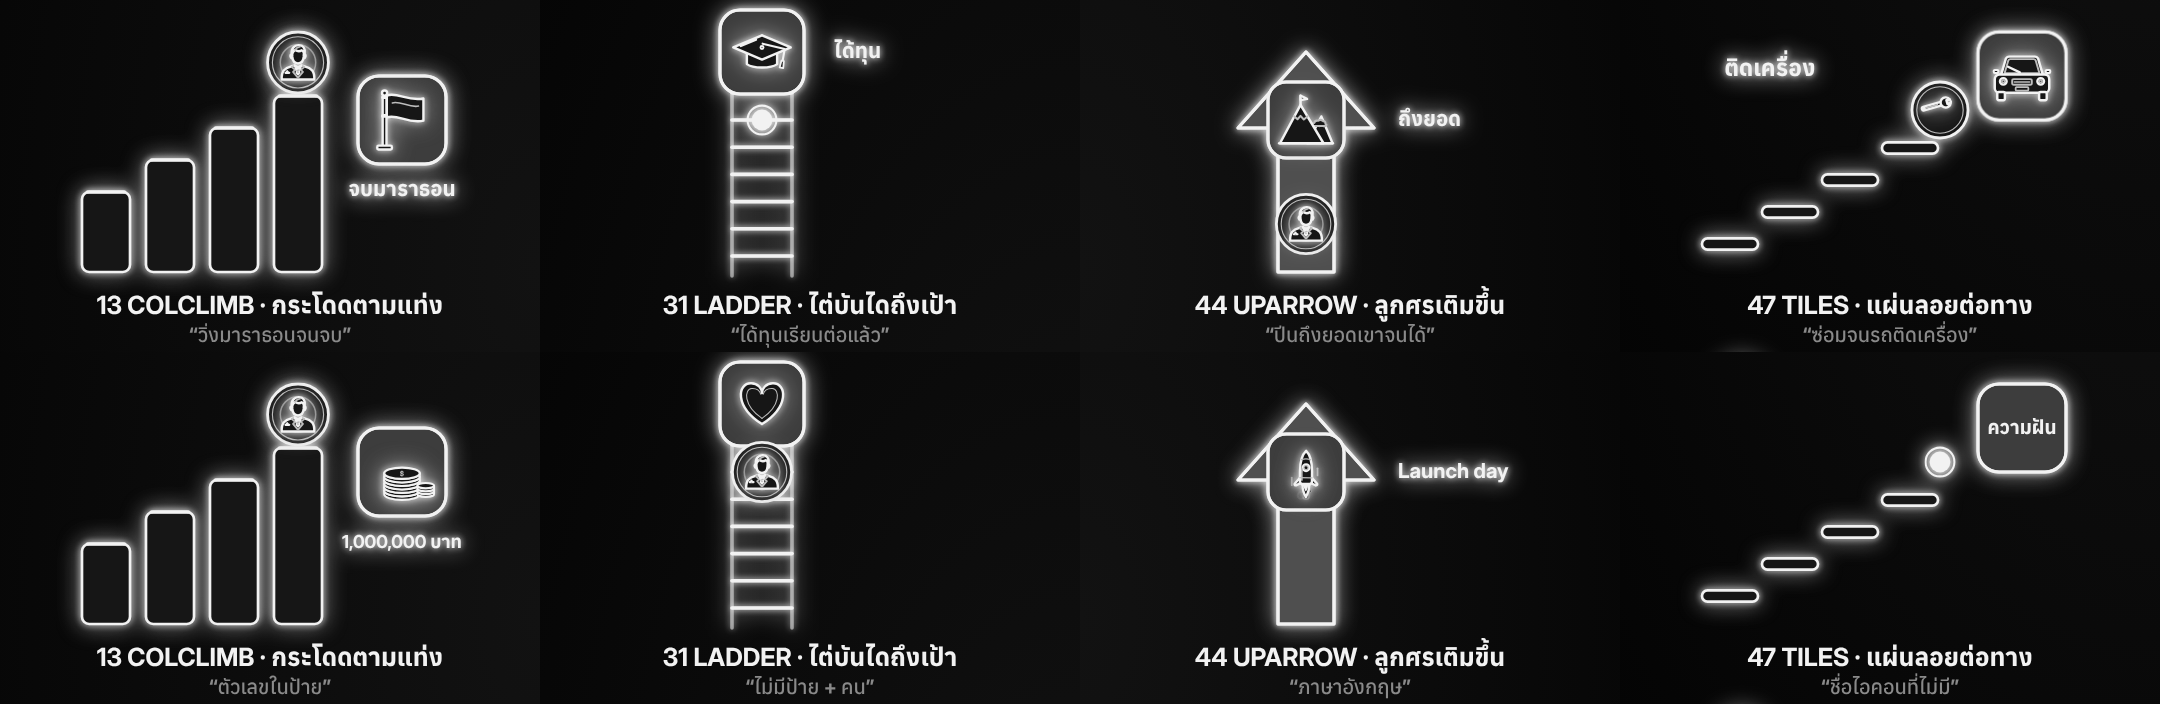 จบมาราธอน
13 COLCLIMB · กระโดดตามแท่ง
“วิ่งมาราธอนจนจบ”
ได้ทุน
31 LADDER · ไต่บันไดถึงเป้า
“ได้ทุนเรียนต่อแล้ว”
ถึงยอด
44 UPARROW · ลูกศรเติมขึ้น
“ปีนถึงยอดเขาจนได้”
ติดเครื่อง
47 TILES · แผ่นลอยต่อทาง
“ซ่อมจนรถติดเครื่อง”
$
1,000,000 บาท
13 COLCLIMB · กระโดดตามแท่ง
“ตัวเลขในป้าย”
31 LADDER · ไต่บันไดถึงเป้า
“ไม่มีป้าย + คน”
Launch day
44 UPARROW · ลูกศรเติมขึ้น
“ภาษาอังกฤษ”
ความฝัน
47 TILES · แผ่นลอยต่อทาง
“ชื่อไอคอนที่ไม่มี”